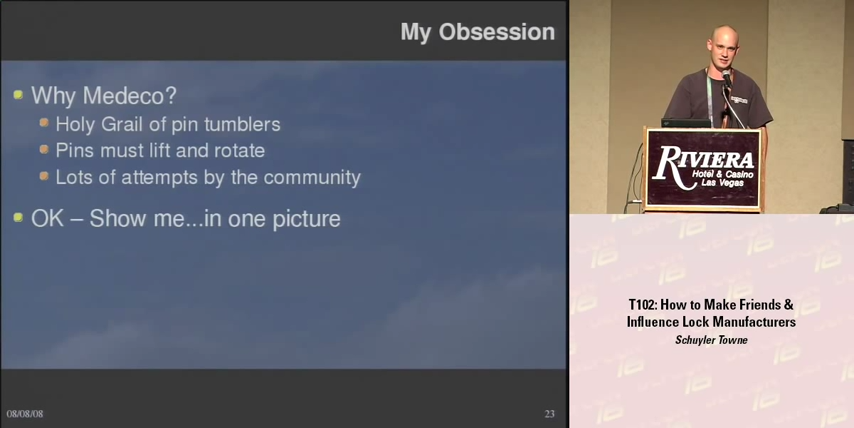 My Obsession
Why Medeco?
Holy Grail of pin tumblers
Pins must lift and rotate
Lots of attempts by the community
OK – Show me...in one picture
08/08/08
23
RIVIERA
Hotel & Casino
Las Vegas
T102: How to Make Friends &
Influence Lock Manufacturers
Schuyler Towne